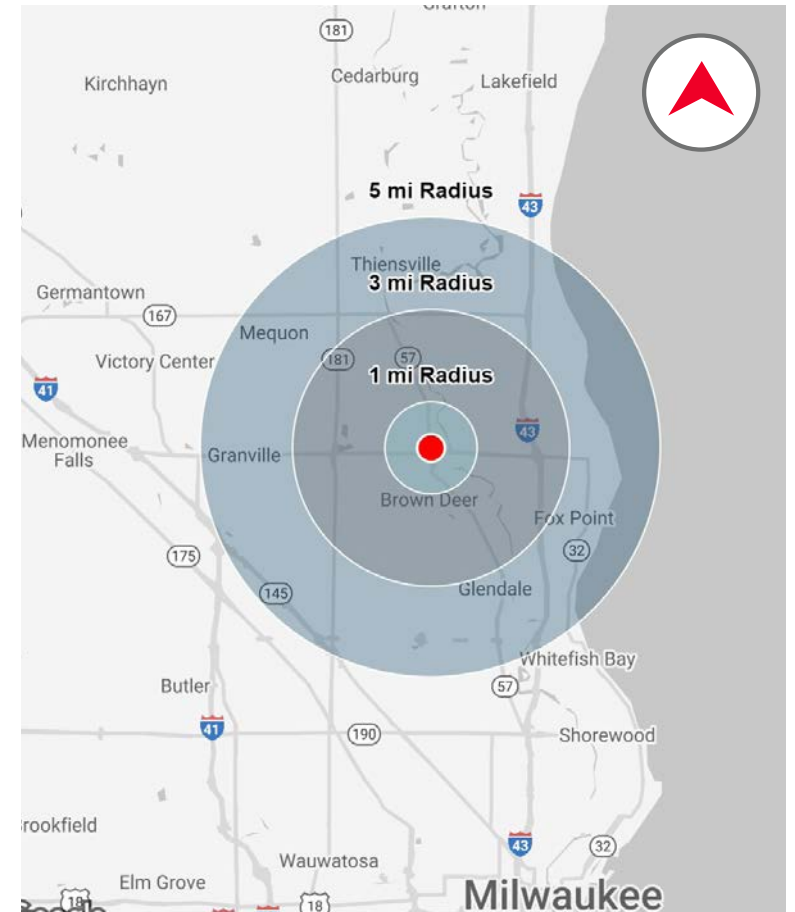 Grafton
181
Kirchhayn
Cedarburg
Lakefield
5 mi Radius
43
Thiensville
3 mi Radius
Germantown
167
Mequon
Victory Center
181
57
1 mi Radius
41
43
Menomonee
Falls
Granville
Brown Deer
Fox Point
175
32
145
Glendale
Whitefish Bay
57
Butler
41
190
Shorewood
rookfield
43
32
Wauwatosa
Elm Grove
Milwaukee
18
18